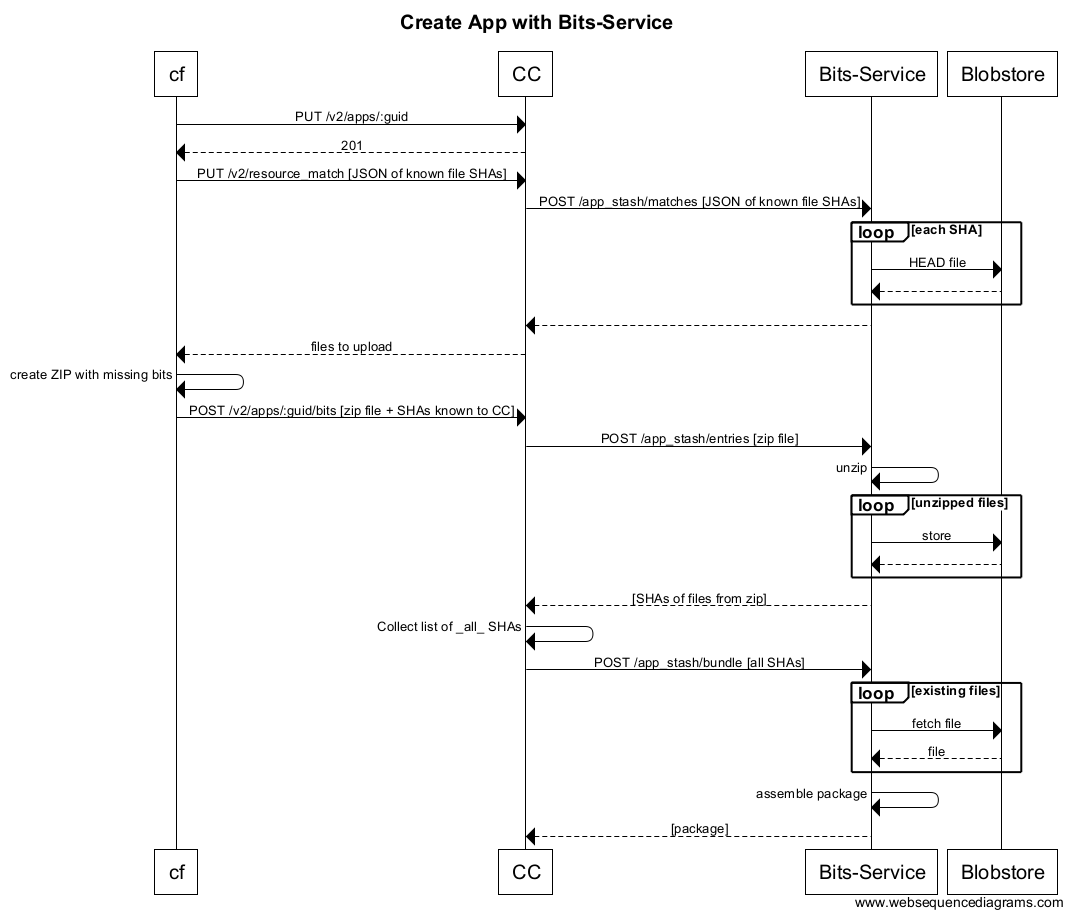 Create App with Bits-Service
cf
CC
Bits-Service
Blobstore
PUT /v2/apps/:guid
201
PUT /v2/resource_match [JSON of known file SHAs]
POST /app_stash/matches [JSON of known file SHAs]
loop [each SHA]
HEAD file
files to upload
create ZIP with missing bits
POST /v2/apps/:guid/bits [zip file + SHAs known to CC]
POST /app_stash/entries [zip file]
unzip
loop [unzipped files]
store
[SHAs of files from zip]
Collect list of _all_ SHAs
POST /app_stash/bundle [all SHAs]
loop [existing files]
fetch file
file
assemble package
[package]
cf
CC
Bits-Service
Blobstore
www.websequencediagrams.com